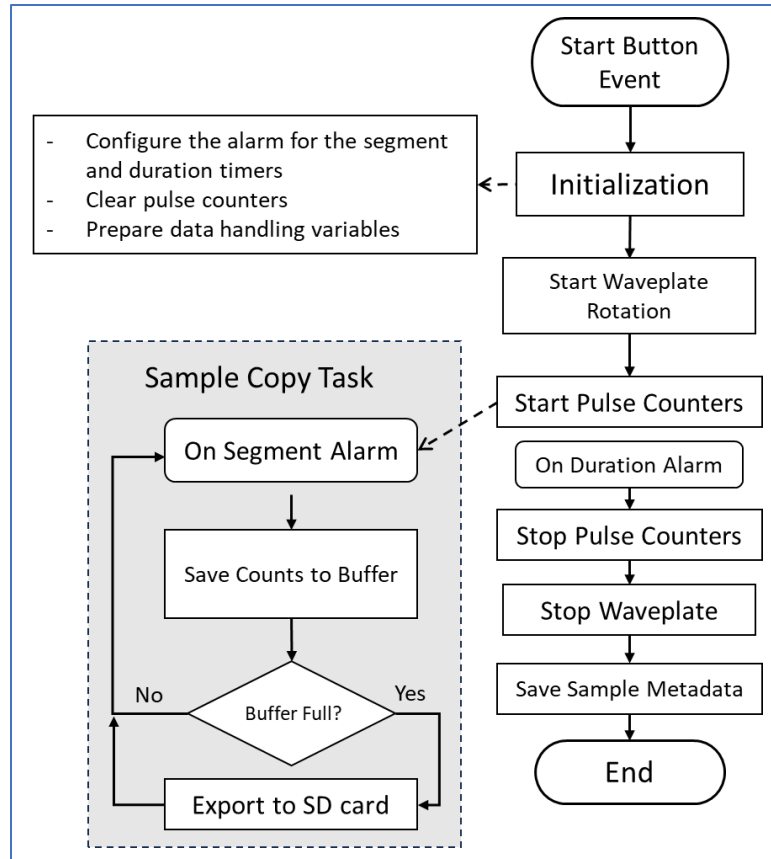 Start Button
Event
- Configure the alarm for the segment
and duration timers
- Clear pulse counters
- Prepare data handling variables
Initialization
Start Waveplate
Rotation
Sample Copy Task
Start Pulse Counters
On Segment Alarm
On Duration Alarm
Stop Pulse Counters
Save Counts to Buffer
Stop Waveplate
No
Yes
Buffer Full?
Save Sample Metadata
Export to SD card
End